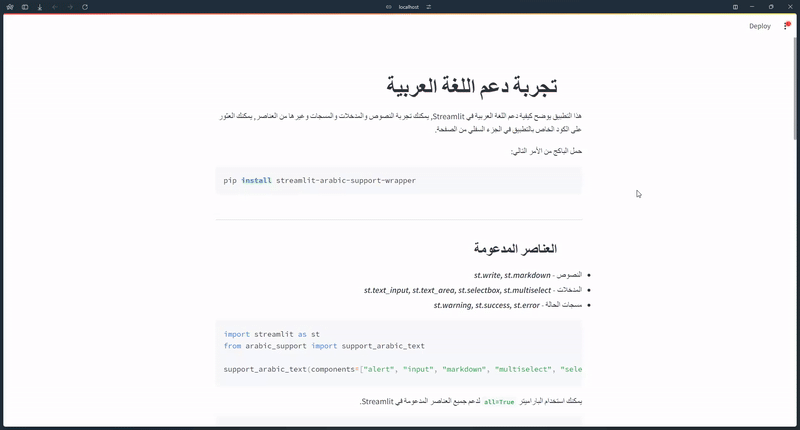 localhost
Deploy
تجربة دعم اللغة العربية
هذا التطبيق يوضح كيفية دعم اللغة العربية في Streamlit, يمكنك تجربة النصوص والمدخلات والمسجات وغيرها من العناصر, يمكنك العثور
على الكود الخاص بالتطبيق في الجزء السفلي من الصفحة.
حمل الباكج من الأمر التالي:
pip install streamlit-arabic-support-wrapper
العناصر المدعومة
النصوص - st.write, st.markdown
المدخلات - st.text_input, st.text_area, st.selectbox, st.multiselect
مسجات الحالة - st.warning, st.success, st.error
import streamlit as st
from arabic_support import support_arabic_text
support_arabic_text(components=["alert", "input", "markdown", "multiselect", "sele
يمكنك استخدام الباراميتر all=True لدعم جميع العناصر المدعومة في Streamlit.